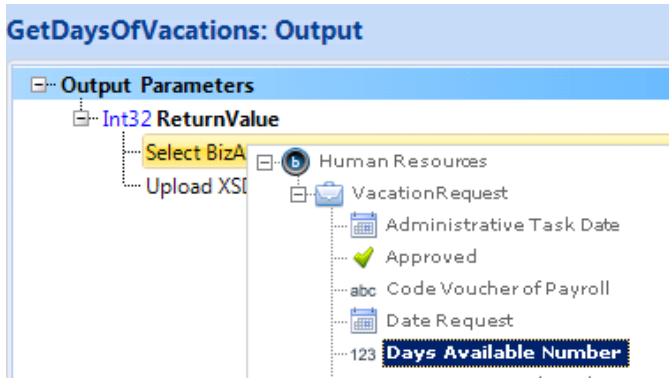 GetDaysOfVacations: Output
Output Parameters
Int32 ReturnValue
Select BizA
Upload XSD
Human Resources
VacationRequest
Administrative Task Date
Approved
abc Code Voucher of Payroll
Date Request
123 Days Available Number